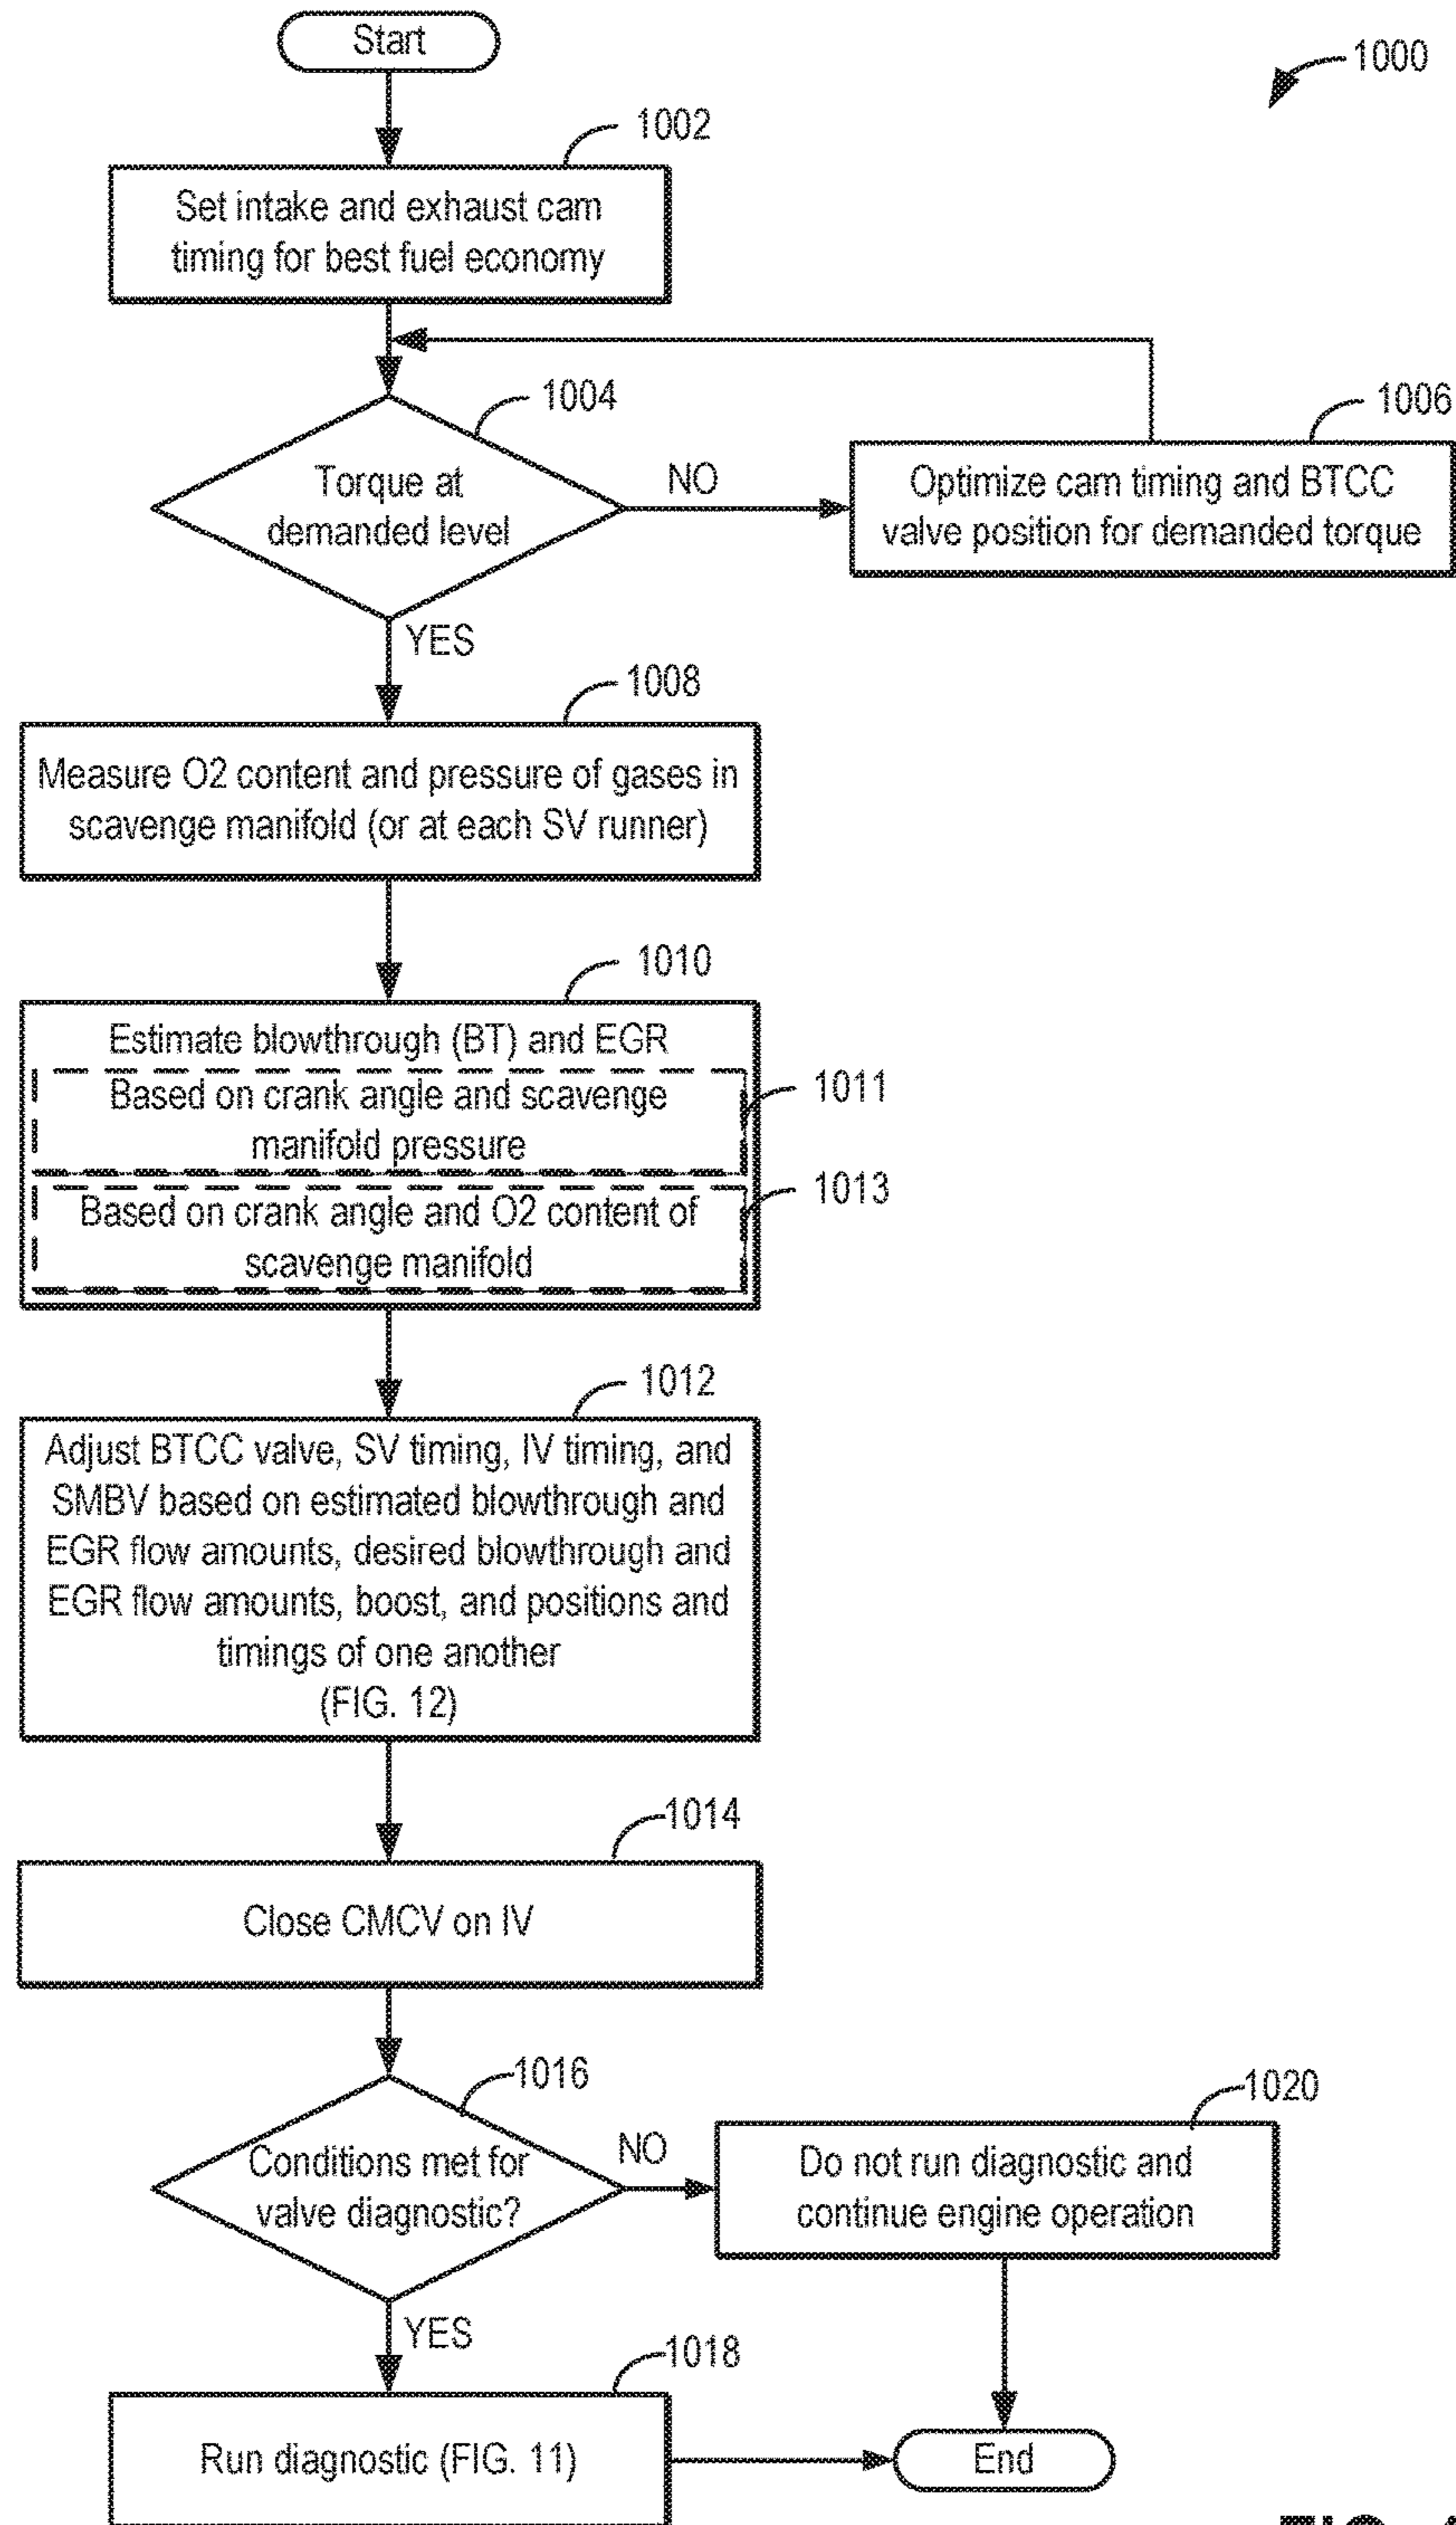 Start
1000
1002
Set intake and exhaust cam
timing for best fuel economy
1004
1006
Torque at
demanded level
NO
Optimize cam timing and BTCC
valve position for demanded torque
YES
1008
Measure O2 content and pressure of gases in
scavenge manifold (or at each SV runner)
1010
Estimate blowthrough (BT) and EGR
Based on crank angle and scavenge
manifold pressure
1011
Based on crank angle and O2 content of
scavenge manifold
1013
1012
Adjust BTCC valve, SV timing, IV timing, and
SMBV based on estimated blowthrough and
EGR flow amounts, desired blowthrough and
EGR flow amounts, boost, and positions and
timings of one another
(FIG. 12)
1014
Close CMCV on IV
1016
1020
Conditions met for
valve diagnostic?
NO
Do not run diagnostic and
continue engine operation
YES
1018
Run diagnostic (FIG. 11)
End